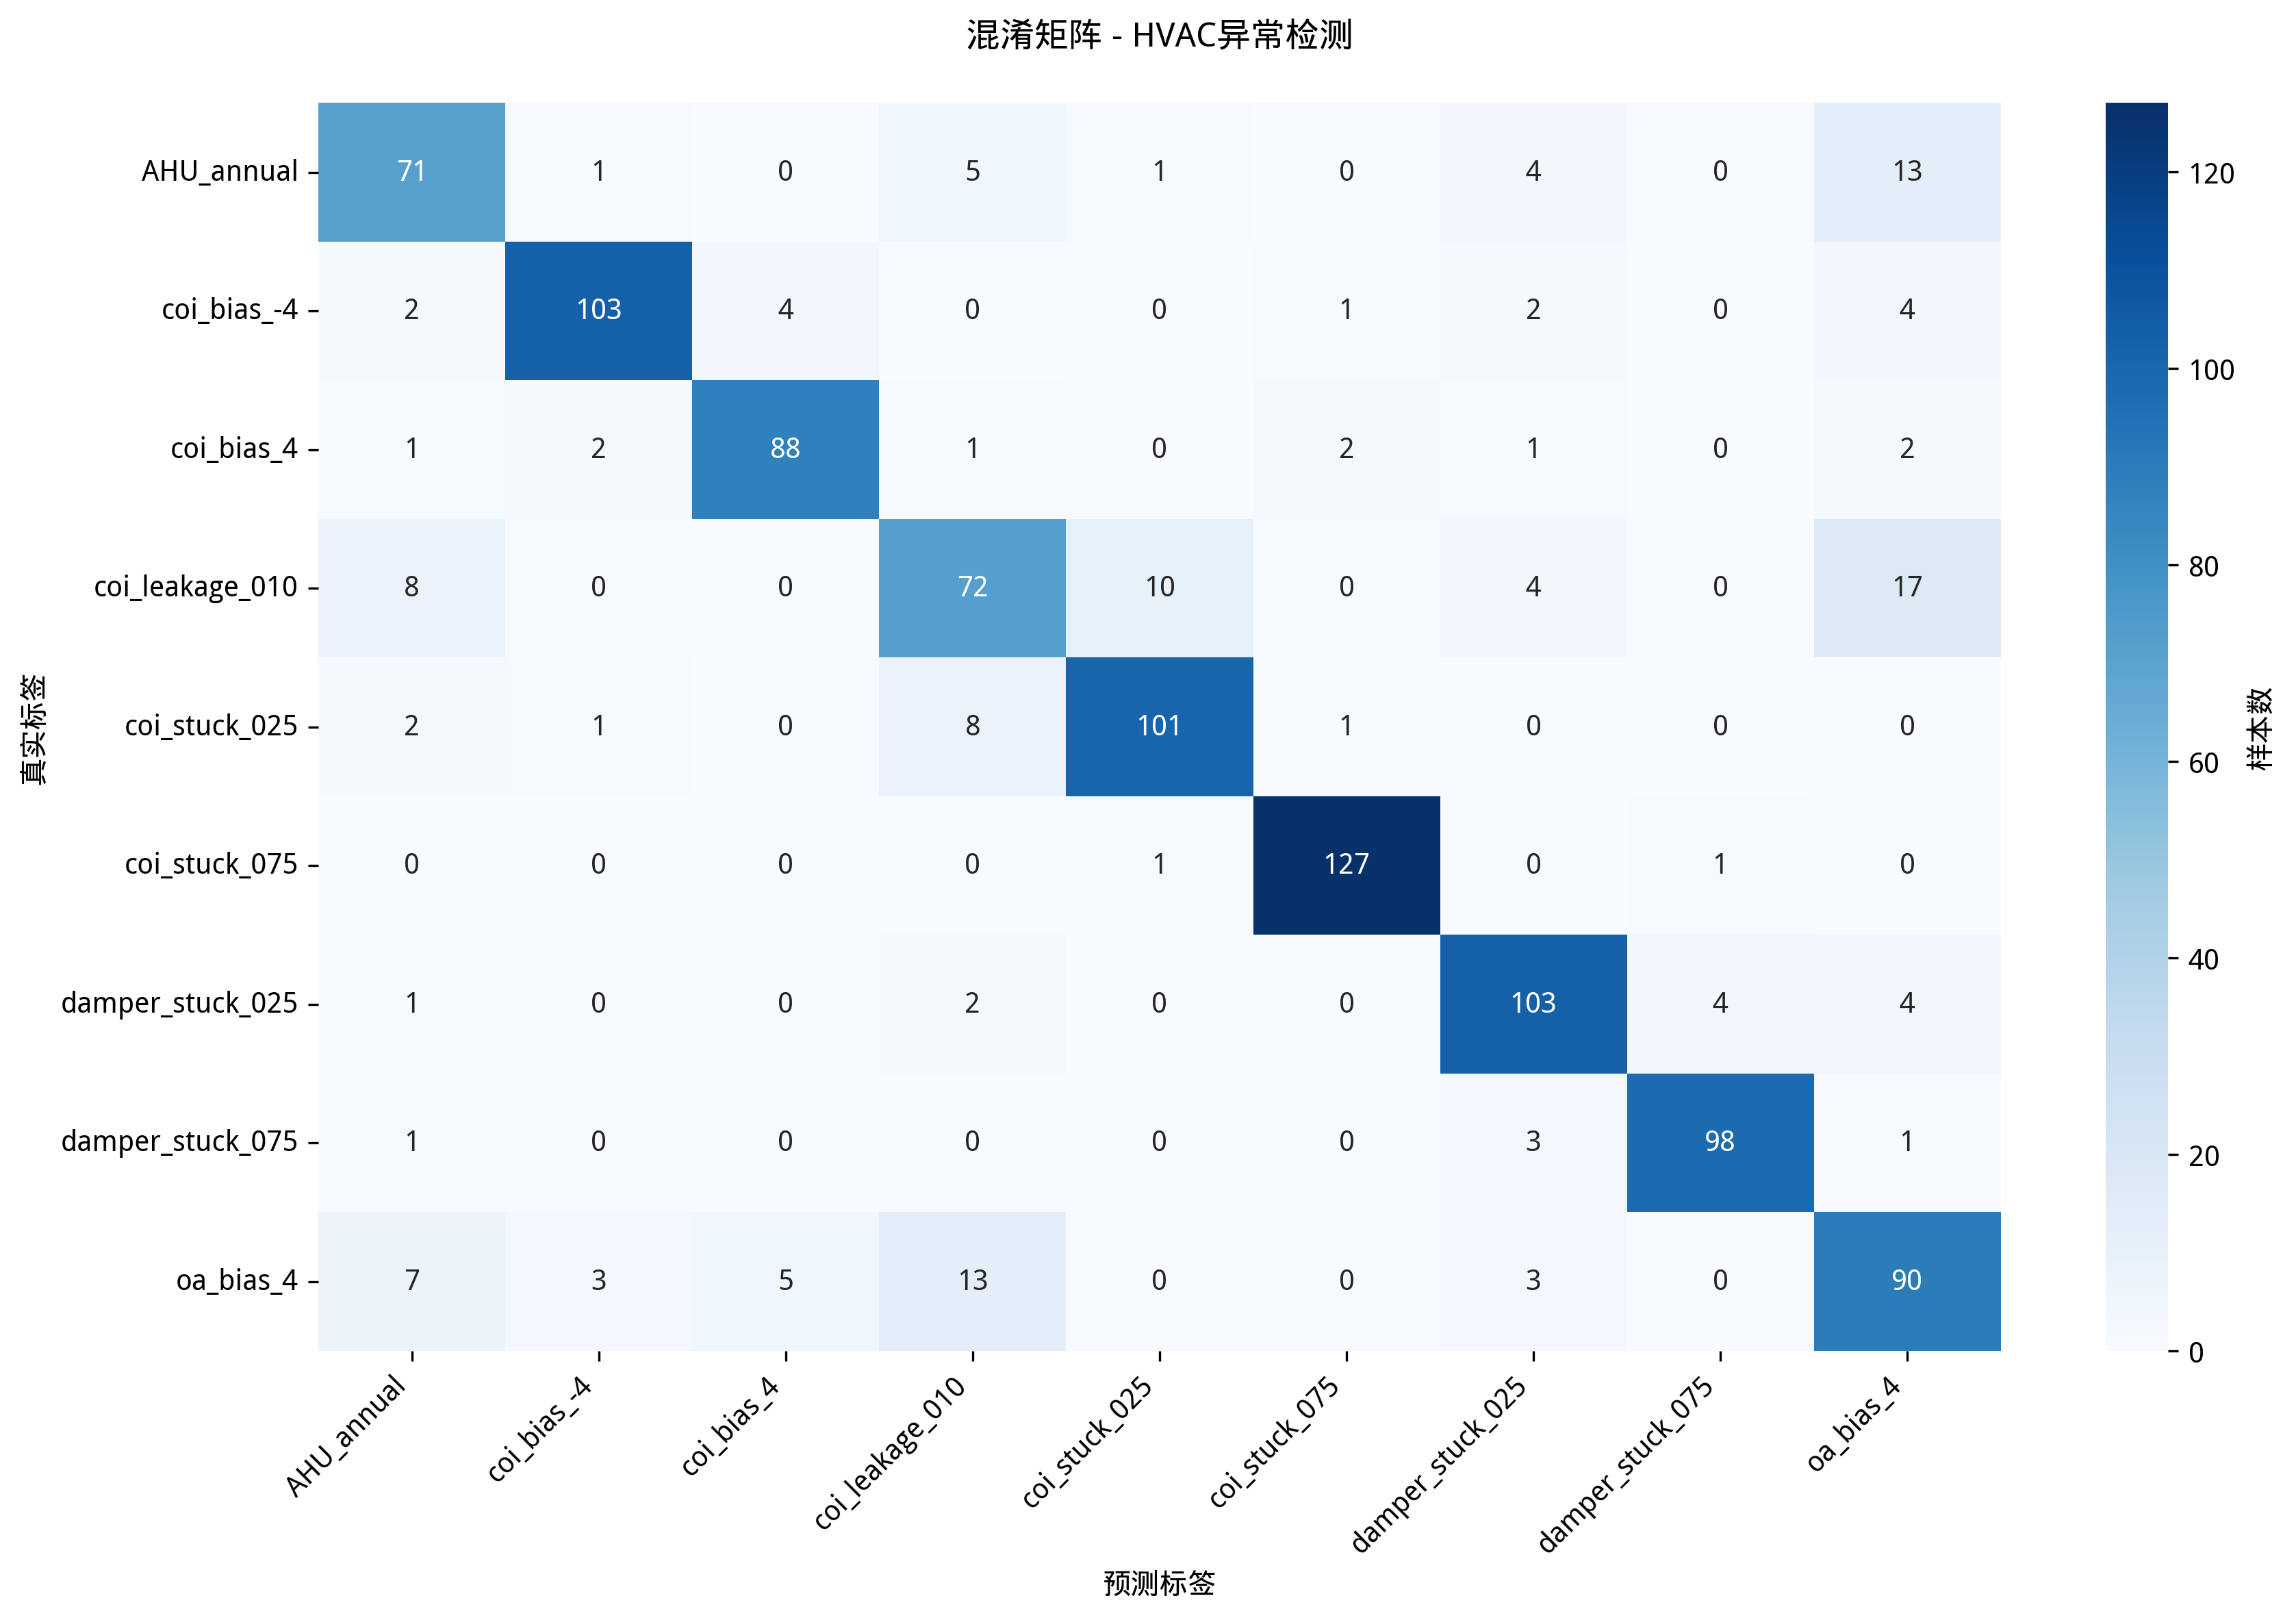 混淆矩阵 - HVAC异常检测
AHU_annual 71 1 0 5 1 0 4 0 13
coi_bias_-4 2 103 4 0 0 1 2 0 4
coi_bias_4 1 2 88 1 0 2 1 0 2
coi_leakage_010 8 0 0 72 10 0 4 0 17
coi_stuck_025 2 1 0 8 101 1 0 0 0
coi_stuck_075 0 0 0 0 1 127 0 1 0
damper_stuck_025 1 0 0 2 0 0 103 4 4
damper_stuck_075 1 0 0 0 0 0 3 98 1
oa_bias_4 7 3 5 13 0 0 3 0 90
真实标签
AHU_annual
coi_bias_-4
coi_bias_4
coi_leakage_010
coi_stuck_025
coi_stuck_075
damper_stuck_025
damper_stuck_075
oa_bias_4
预测标签
120
100
80
60
40
20
0
样本数